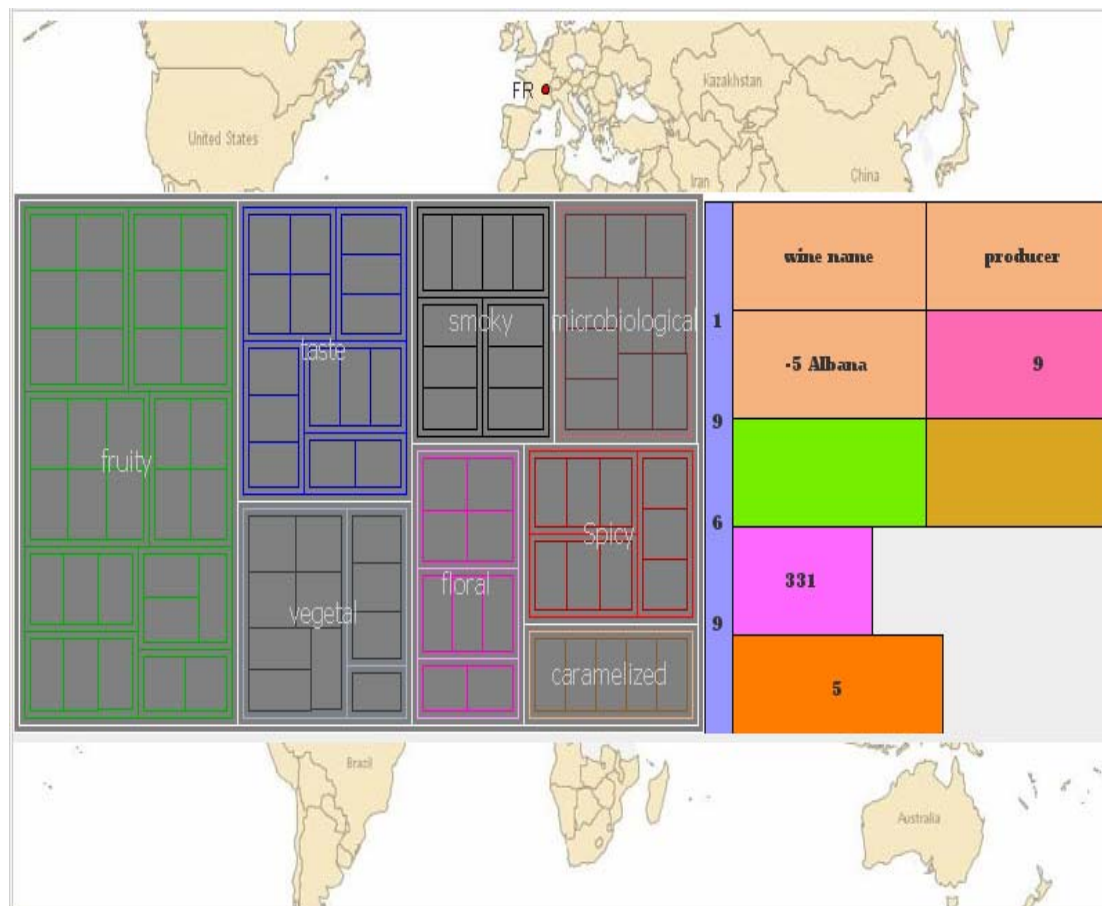 Kazakhstan
FR
United States
Iran
China
wine name
producer
smoky
microbiological
1
taste
-5 Albana
9
9
fruity
6
Spicy
floral
331
vegetal
9
caramelized
5
Brazil
Australia